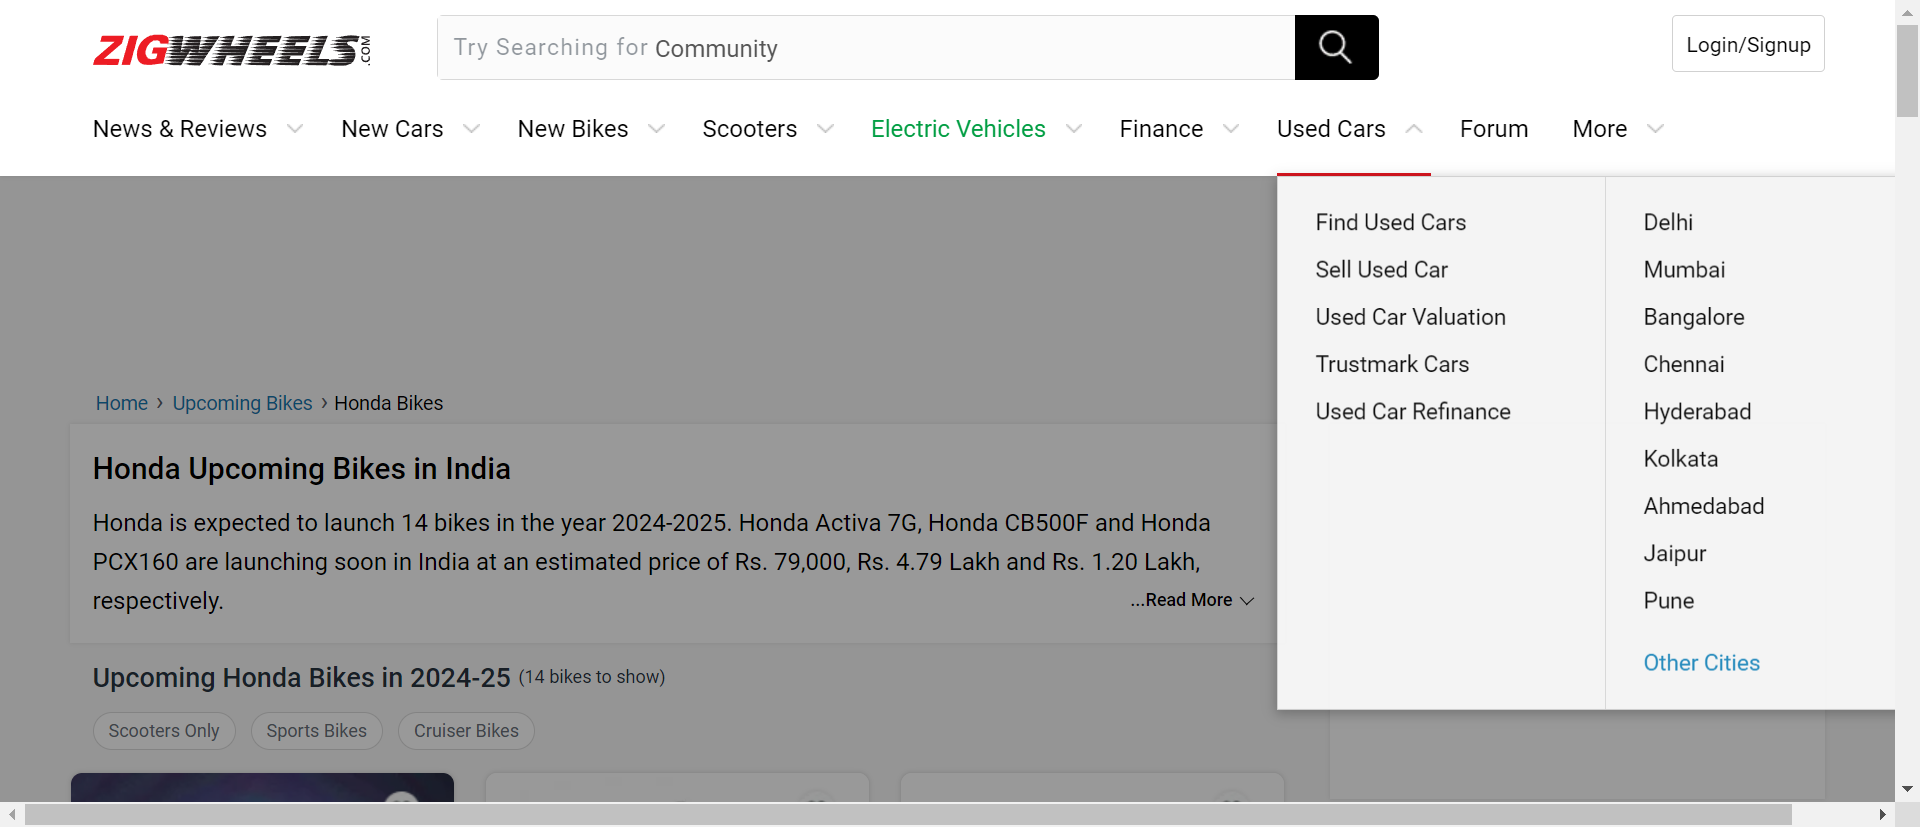 ZIGWHEELS.COM
Try Searching for Community
Login/Signup
News & Reviews
New Cars
New Bikes
Scooters
Electric Vehicles
Finance
Used Cars
Forum
More
Find Used Cars
Sell Used Car
Used Car Valuation
Trustmark Cars
Used Car Refinance
Delhi
Mumbai
Bangalore
Chennai
Hyderabad
Kolkata
Ahmedabad
Jaipur
Pune
Other Cities
Home › Upcoming Bikes › Honda Bikes
Honda Upcoming Bikes in India
Honda is expected to launch 14 bikes in the year 2024-2025. Honda Activa 7G, Honda CB500F and Honda
PCX160 are launching soon in India at an estimated price of Rs. 79,000, Rs. 4.79 Lakh and Rs. 1.20 Lakh,
respectively.
...Read More
Upcoming Honda Bikes in 2024-25 (14 bikes to show)
Scooters Only
Sports Bikes
Cruiser Bikes